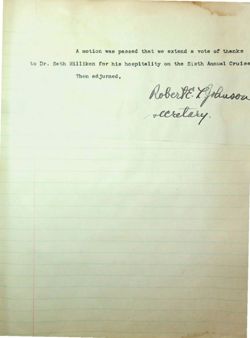 A motion was passed that we extend a vote of thanks
to Dr. Seth Milliken for his hospitality on the Sixth Annual Cruise
Then adjurned,
Robert E. L. Johnson
Secretary.